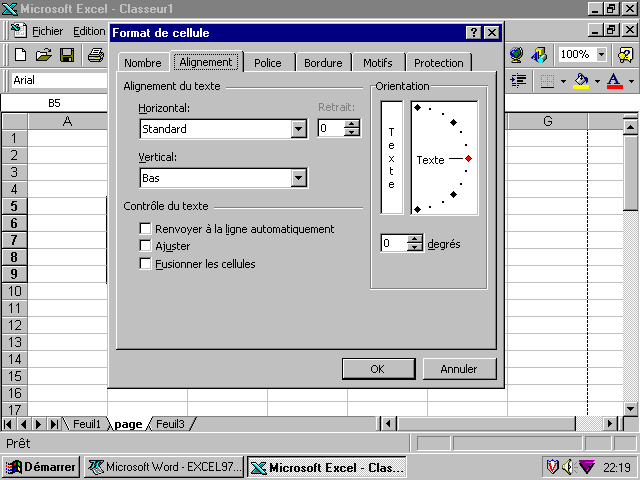 Microsoft Excel - Classeur1
Fichier Edition
Format de cellule
100%
Nombre Alignement Police Bordure Motifs Protection
Arial
B5
Alignement du texte
Horizontal:
Retrait:
Standard
0
Vertical:
Bas
Orientation
Texte
Texte
0 degrés
Contrôle du texte
Renvoyer à la ligne automatiquement
Ajuster
Fusionner les cellules
OK Annuler
A G
1
2
3
4
5
6
7
8
9
10
11
12
13
14
15
16
17
Feuil1 page Feuil3
Prêt
Démarrer Microsoft Word - EXCEL97... Microsoft Excel - Clas... 22:19